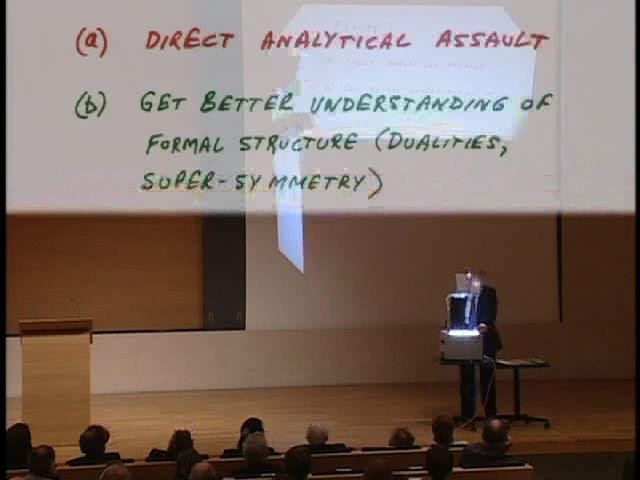 (a) DIRECT ANALYTICAL ASSAULT
(b) GET BETTER UNDERSTANDING OF
FORMAL STRUCTURE (DUALITIES,
SUPER-SYMMETRY)